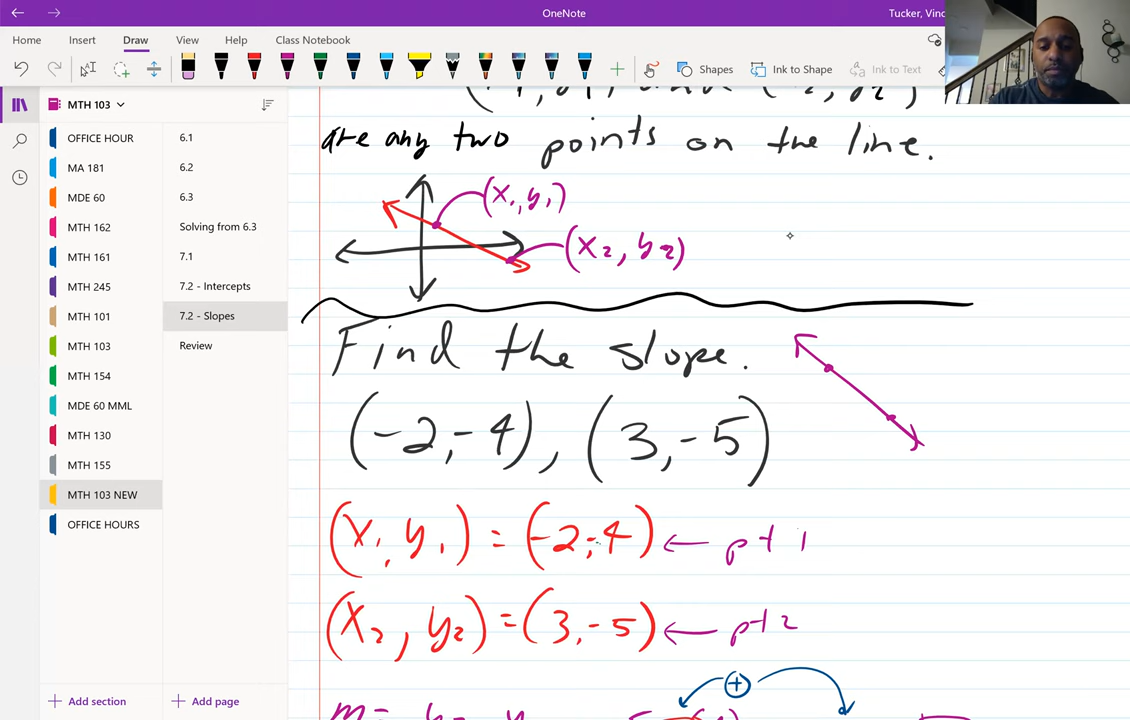 OneNote
Tucker, Vinc
Home Insert Draw View Help Class Notebook
Shapes Ink to Shape Ink to Text
MTH 103
OFFICE HOUR
MA 181
MDE 60
MTH 162
MTH 161
MTH 245
MTH 101
MTH 103
MTH 154
MDE 60 MML
MTH 130
MTH 155
MTH 103 NEW
OFFICE HOURS
Add section
6.1
6.2
6.3
Solving from 6.3
7.1
7.2 - Intercepts
7.2 - Slopes
Review
Add page
are any two points on the line.
(x₁, y₁)
(x₂, y₂)
Find the slope.
(-2,-4), (3,-5)
(x₁, y₁) = (-2,-4) ← pt 1
(x₂, y₂) = (3,-5) ← pt 2
+